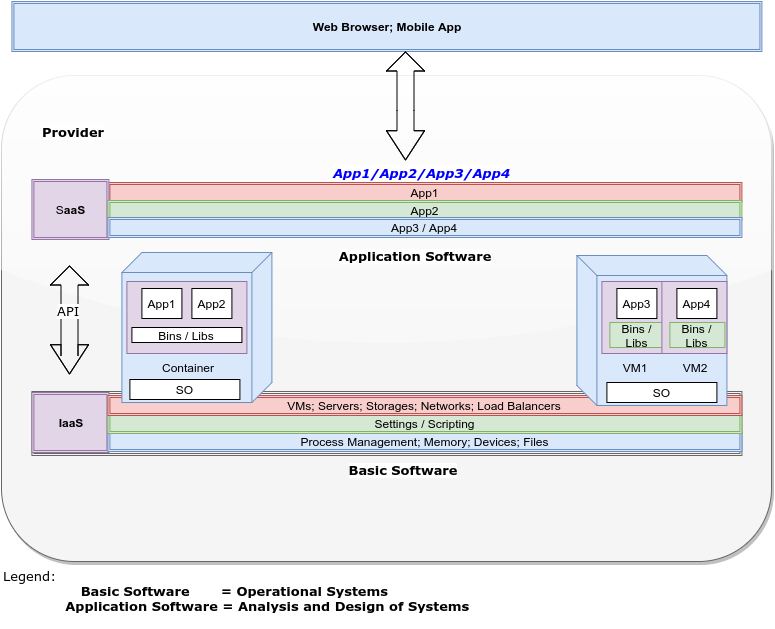 Web Browser; Mobile App
Provider
App1/App2/App3/App4
SaaS
App1
App2
App3 / App4
Application Software
API
App1 App2
Bins / Libs
Container
SO
App3 App4
Bins / Libs
Bins / Libs
VM1 VM2
SO
IaaS
VMs; Servers; Storages; Networks; Load Balancers
Settings / Scripting
Process Management; Memory; Devices; Files
Basic Software
Legend:
Basic Software = Operational Systems
Application Software = Analysis and Design of Systems